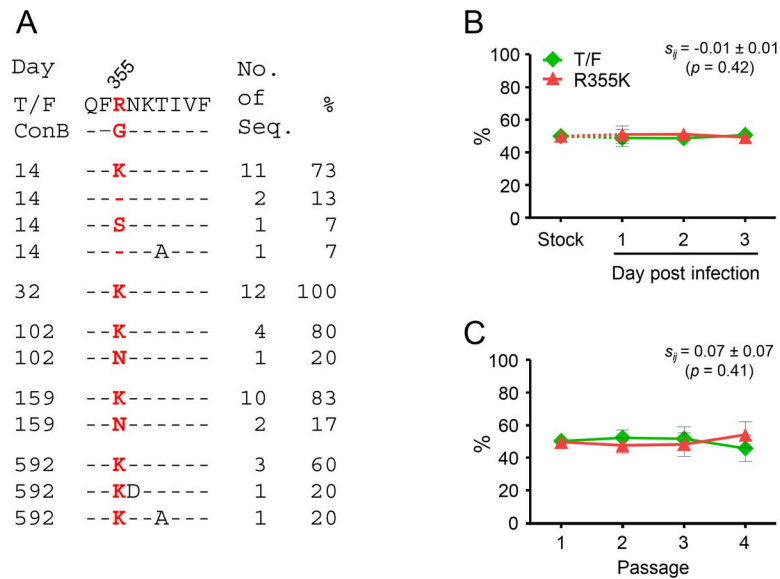 A
Day 355 No. of Seq. %
T/F QFRNKTIVF
ConB ---G------
14 --K------ 11 73
14 --------- 2 13
14 --S------ 1 7
14 -----A--- 1 7
32 --K------ 12 100
102 --K------ 4 80
102 --N------ 1 20
159 --K------ 10 83
159 --N------ 2 17
592 --K------ 3 60
592 --KD----- 1 20
592 --K--A--- 1 20
B
sij = -0.01 ± 0.01
(p = 0.42)
T/F
R355K
%
100
80
60
40
20
0
Stock 1 2 3
Day post infection
C
sij = 0.07 ± 0.07
(p = 0.41)
%
100
80
60
40
20
0
1 2 3 4
Passage